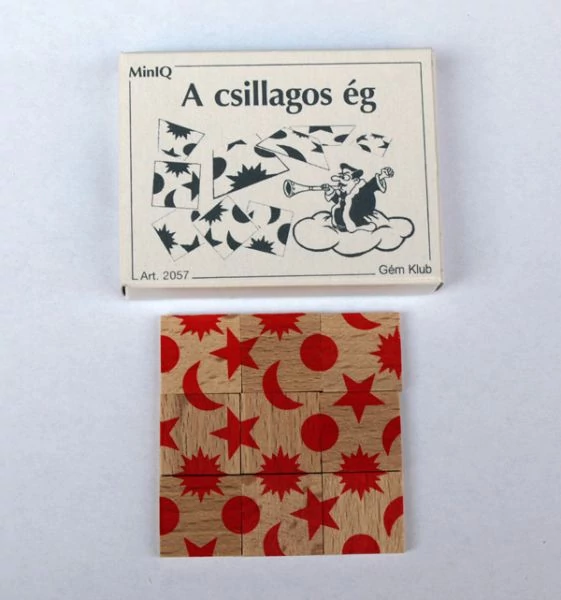 MinIQ
A csillagos ég
Art. 2057
Gém Klub